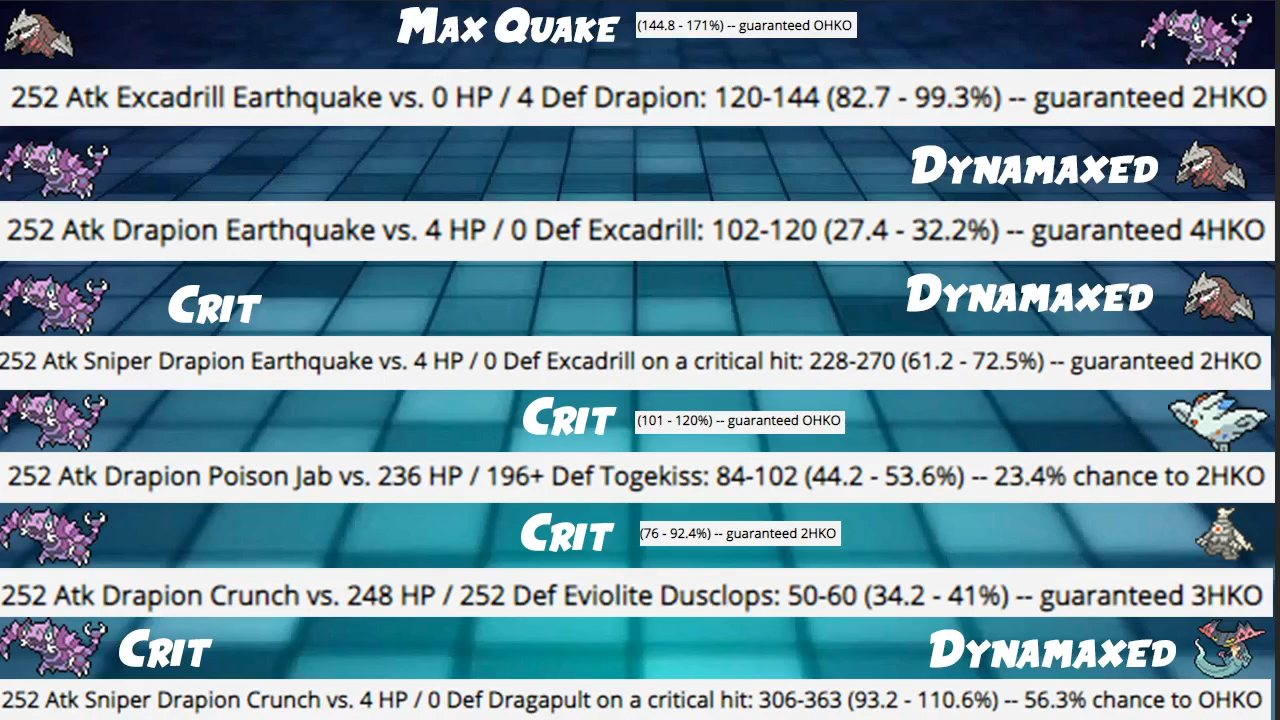 MAX QUAKE (144.8 - 171%) -- guaranteed OHKO
252 Atk Excadrill Earthquake vs. 0 HP / 4 Def Drapion: 120-144 (82.7 - 99.3%) -- guaranteed 2HKO
DYNAMAXED
252 Atk Drapion Earthquake vs. 4 HP / 0 Def Excadrill: 102-120 (27.4 - 32.2%) -- guaranteed 4HKO
CRIT DYNAMAXED
252 Atk Sniper Drapion Earthquake vs. 4 HP / 0 Def Excadrill on a critical hit: 228-270 (61.2 - 72.5%) -- guaranteed 2HKO
CRIT (101 - 120%) -- guaranteed OHKO
252 Atk Drapion Poison Jab vs. 236 HP / 196+ Def Togekiss: 84-102 (44.2 - 53.6%) -- 23.4% chance to 2HKO
CRIT (76 - 92.4%) -- guaranteed 2HKO
252 Atk Drapion Crunch vs. 248 HP / 252 Def Eviolite Dusclops: 50-60 (34.2 - 41%) -- guaranteed 3HKO
CRIT DYNAMAXED
252 Atk Sniper Drapion Crunch vs. 4 HP / 0 Def Dragapult on a critical hit: 306-363 (93.2 - 110.6%) -- 56.3% chance to OHKO